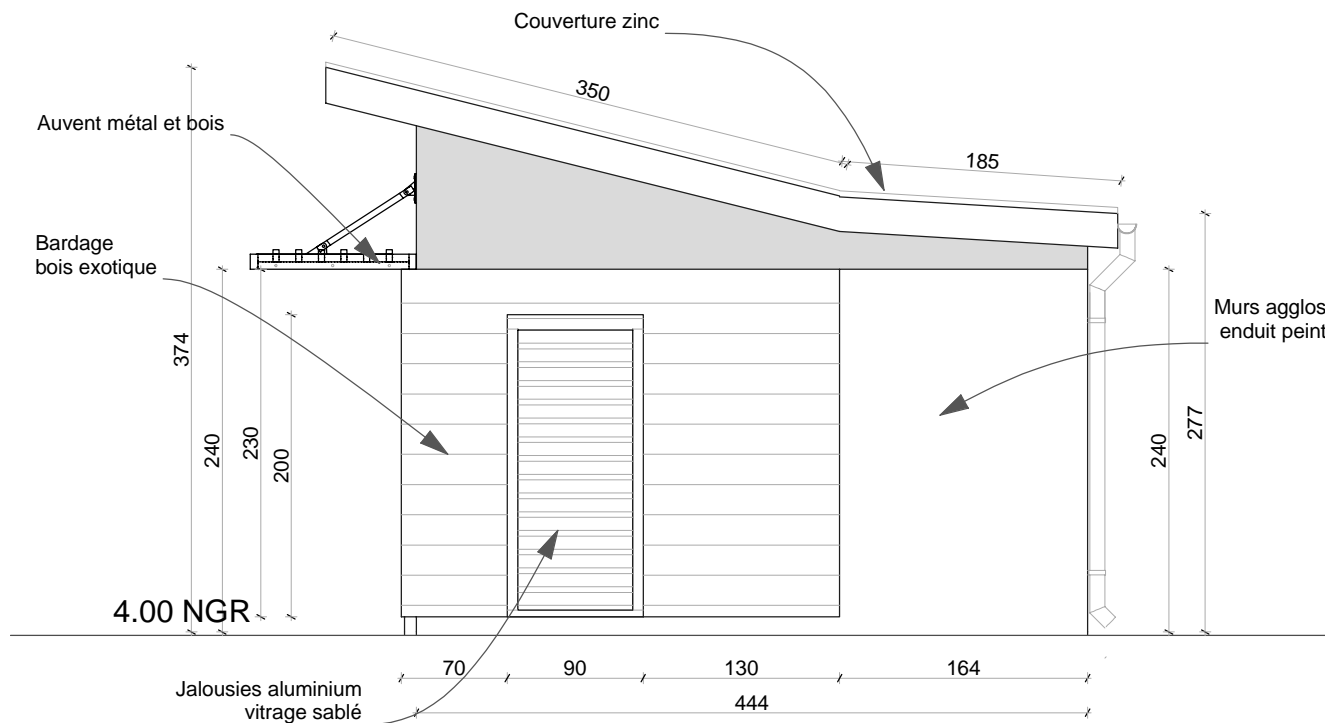 Couverture zinc
350
Auvent métal et bois
185
Bardage
bois exotique
Murs agglos
enduit peint
374
240
230
200
240
277
4.00 NGR
70
90
130
164
Jalousies aluminium
vitrage sablé
444